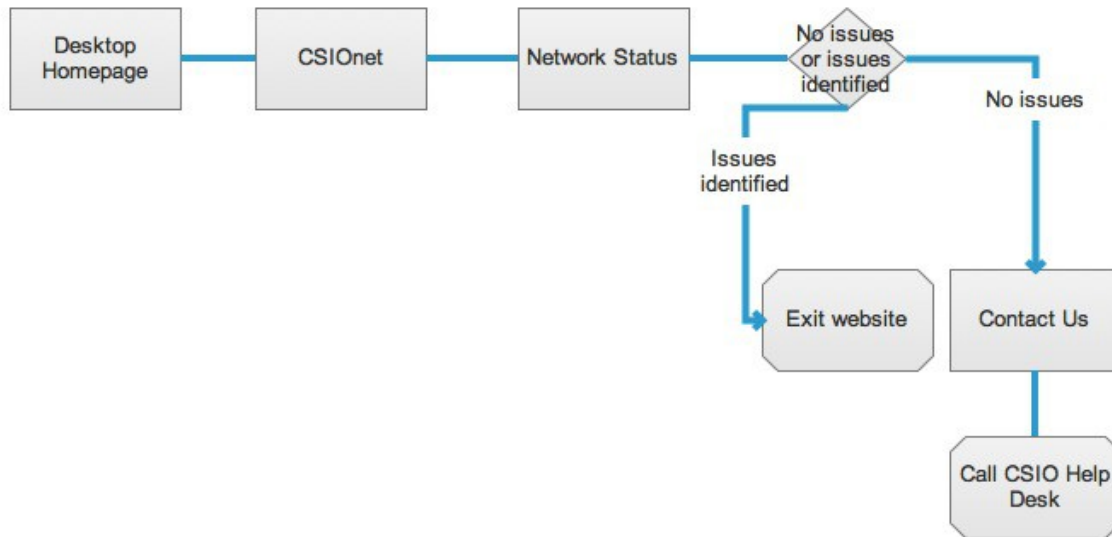 Desktop
Homepage
CSIOnet
Network Status
No issues
or issues
identified
No issues
Issues
identified
Exit website
Contact Us
Call CSIO Help
Desk